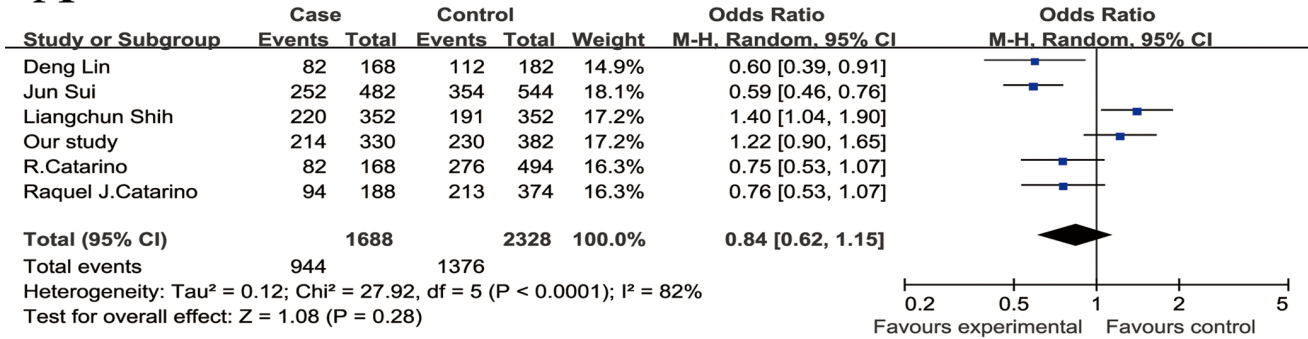 Case Control Odds Ratio Odds Ratio
Study or Subgroup Events Total Events Total Weight M-H, Random, 95% CI M-H, Random, 95% CI
Deng Lin 82 168 112 182 14.9% 0.60 [0.39, 0.91]
Jun Sui 252 482 354 544 18.1% 0.59 [0.46, 0.76]
Liangchun Shih 220 352 191 352 17.2% 1.40 [1.04, 1.90]
Our study 214 330 230 382 17.2% 1.22 [0.90, 1.65]
R.Catarino 82 168 276 494 16.3% 0.75 [0.53, 1.07]
Raquel J.Catarino 94 188 213 374 16.3% 0.76 [0.53, 1.07]
Total (95% CI) 1688 2328 100.0% 0.84 [0.62, 1.15]
Total events 944 1376
Heterogeneity: Tau² = 0.12; Chi² = 27.92, df = 5 (P < 0.0001); I² = 82%
Test for overall effect: Z = 1.08 (P = 0.28)
0.2 0.5 1 2 5
Favours experimental Favours control